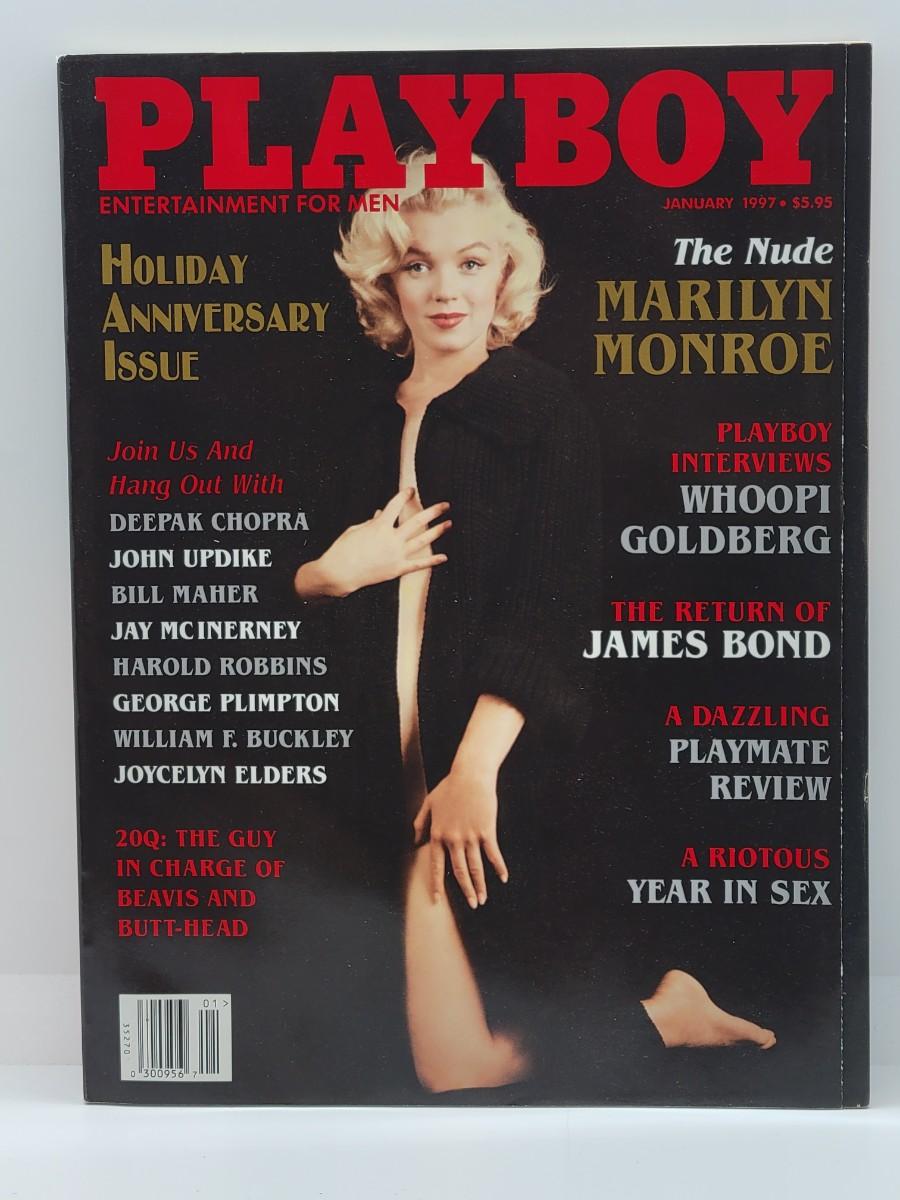 PLAYBOY
ENTERTAINMENT FOR MEN
JANUARY 1997 • $5.95
HOLIDAY
ANNIVERSARY
ISSUE
Join Us And
Hang Out With
DEEPAK CHOPRA
JOHN UPDIKE
BILL MAHER
JAY MCINERNEY
HAROLD ROBBINS
GEORGE PLIMPTON
WILLIAM F. BUCKLEY
JOYCELYN ELDERS
20Q: THE GUY
IN CHARGE OF
BEAVIS AND
BUTT-HEAD
The Nude
MARILYN
MONROE
PLAYBOY
INTERVIEWS
WHOOPI
GOLDBERG
THE RETURN OF
JAMES BOND
A DAZZLING
PLAYMATE
REVIEW
A RIOTOUS
YEAR IN SEX
01>
35270
0 300956 7